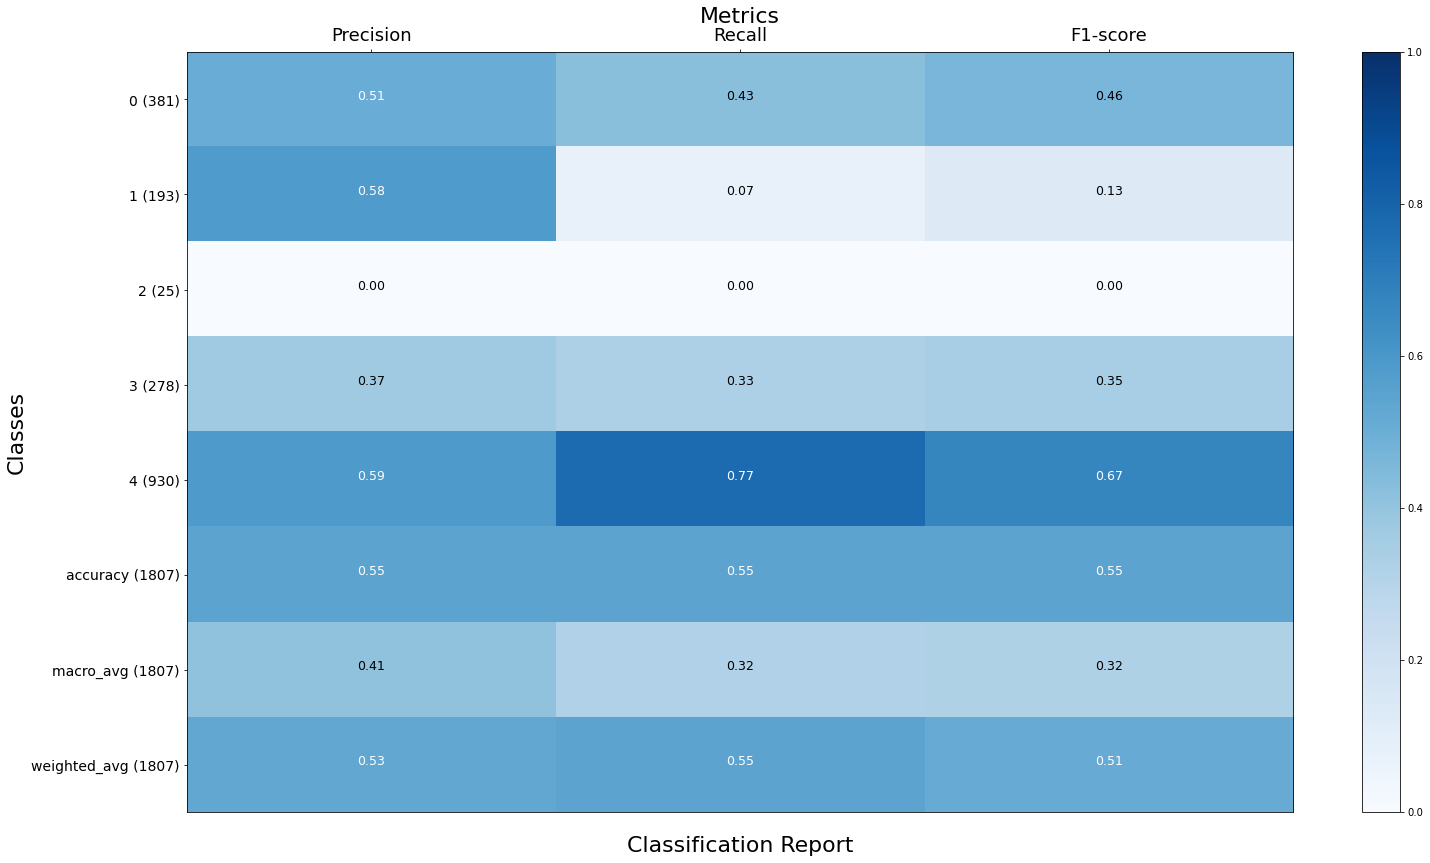 Metrics
Precision Recall F1-score
0 (381) 0.51 0.43 0.46
1 (193) 0.58 0.07 0.13
2 (25) 0.00 0.00 0.00
3 (278) 0.37 0.33 0.35
4 (930) 0.59 0.77 0.67
accuracy (1807) 0.55 0.55 0.55
macro_avg (1807) 0.41 0.32 0.32
weighted_avg (1807) 0.53 0.55 0.51
Classes
Classification Report
1.0
0.8
0.6
0.4
0.2
0.0